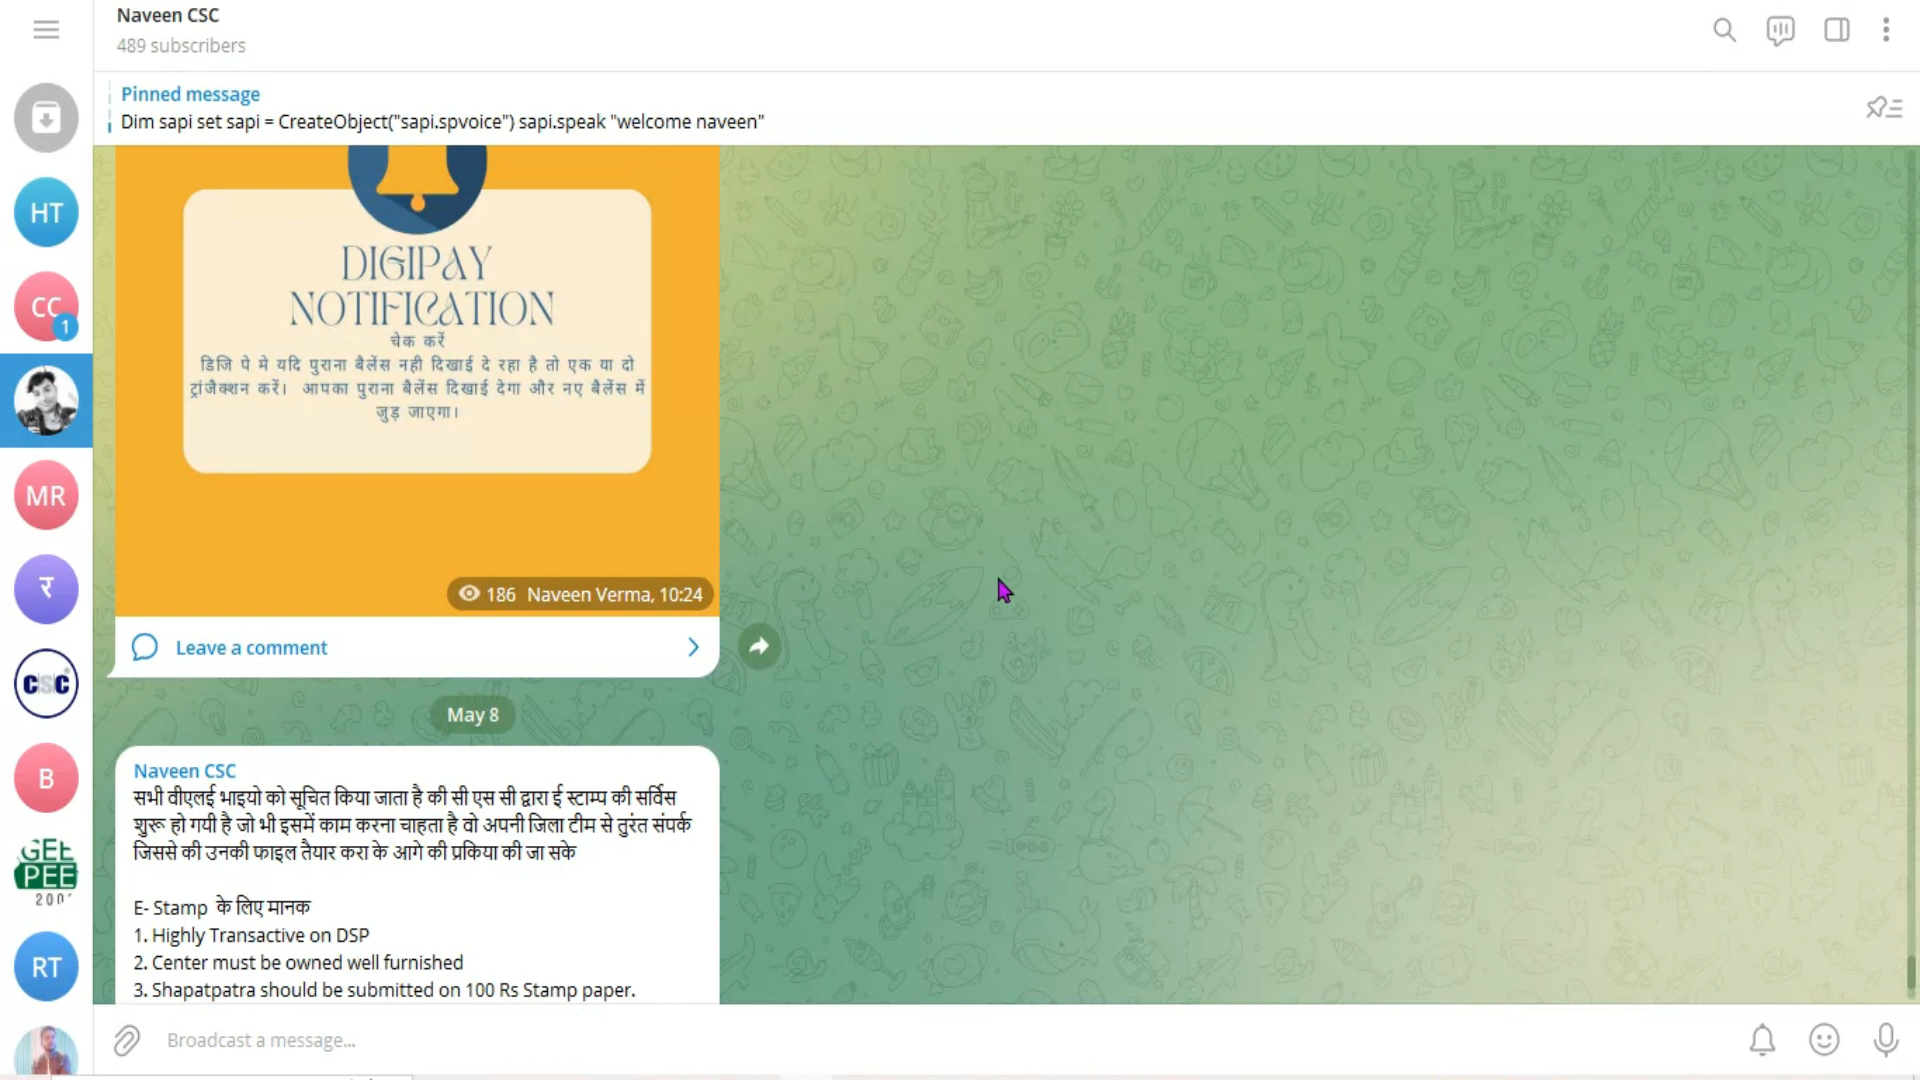 Naveen CSC
489 subscribers
Pinned message
Dim sapi set sapi = CreateObject("sapi.spvoice") sapi.speak "welcome naveen"
HT
CC
1
MR
र
CSC
B
GEE
PEE
200
RT
DIGIPAY
NOTIFICATION
चेक करें
डिजि पे मे यदि पुराना बैलेंस नही दिखाई दे रहा है तो एक या दो
ट्रांजैक्शन करें। आपका पुराना बैलेंस दिखाई देगा और नए बैलेंस में
जुड़ जाएगा।
186 Naveen Verma, 10:24
Leave a comment
May 8
Naveen CSC
सभी वीएलई भाइयो को सूचित किया जाता है की सी एस सी द्वारा ई स्टाम्प की सर्विस
शुरू हो गयी है जो भी इसमें काम करना चाहता है वो अपनी जिला टीम से तुरंत संपर्क
जिससे की उनकी फाइल तैयार करा के आगे की प्रकिया की जा सके
E- Stamp के लिए मानक
1. Highly Transactive on DSP
2. Center must be owned well furnished
3. Shapatpatra should be submitted on 100 Rs Stamp paper.
Broadcast a message...